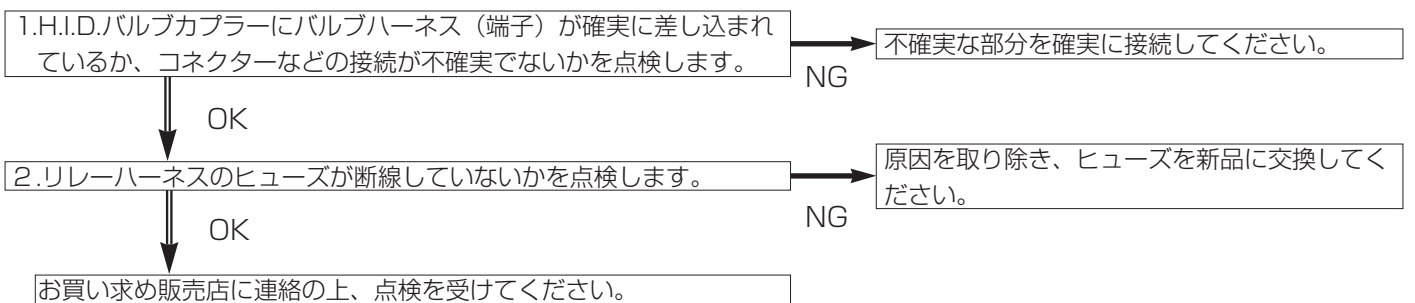 1.H.I.D.バルブカプラーにバルブハーネス（端子）が確実に差し込まれ
ているか、コネクターなどの接続が不確実でないかを点検します。
不確実な部分を確実に接続してください。
NG
OK
２.リレーハーネスのヒューズが断線していないかを点検します。
原因を取り除き、ヒューズを新品に交換してく
ださい。
NG
OK
お買い求め販売店に連絡の上、点検を受けてください。